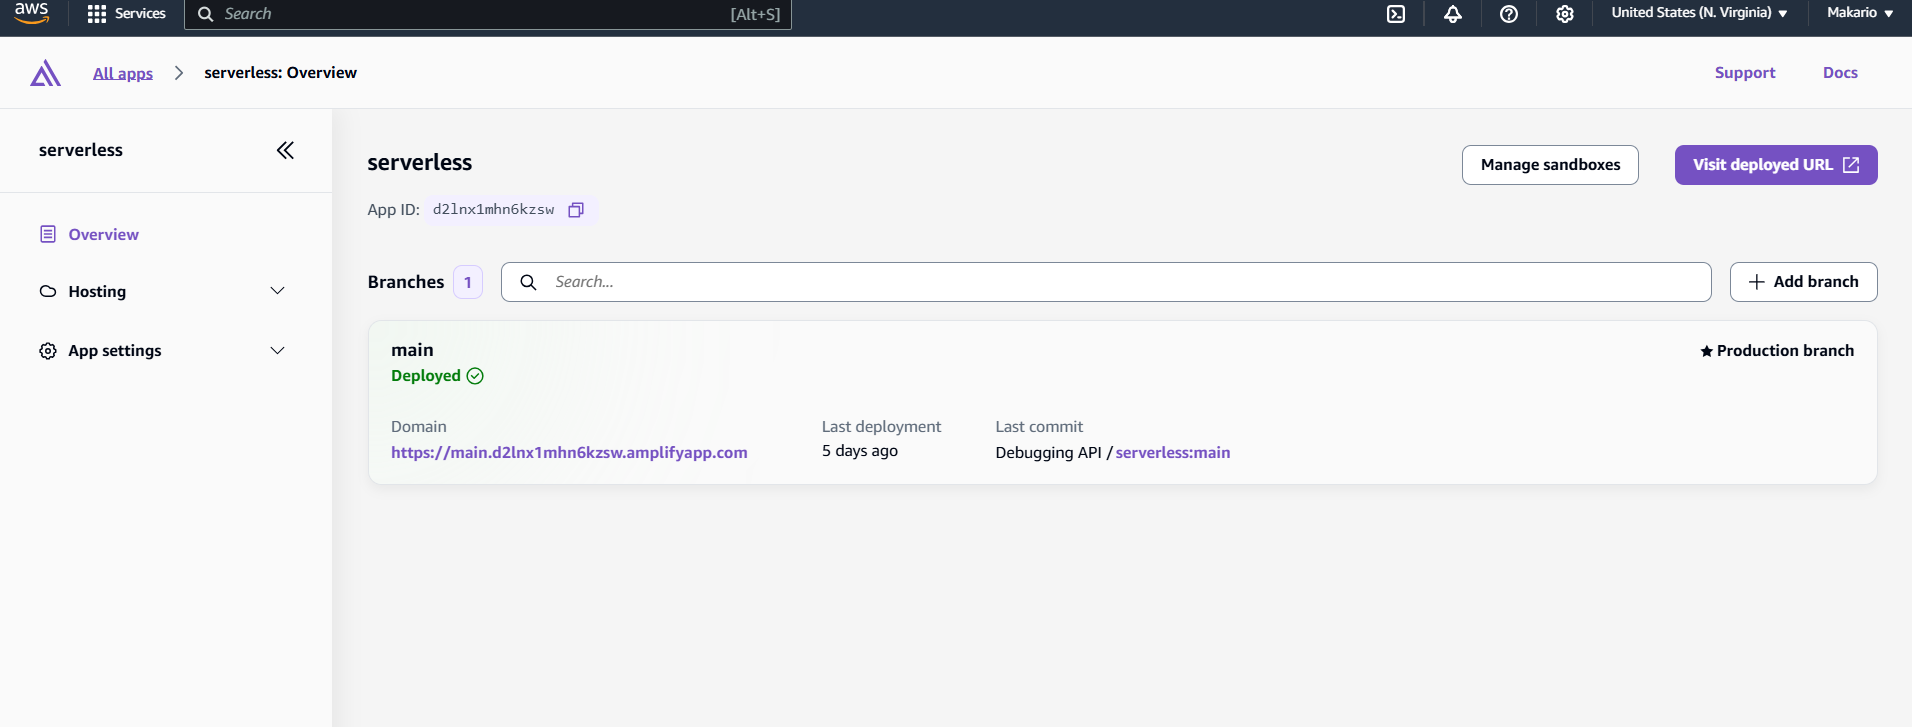 aws
Services
Search
[Alt+S]
United States (N. Virginia)
Makario
All apps
serverless: Overview
Support
Docs
serverless
Overview
Hosting
App settings
serverless
Manage sandboxes
Visit deployed URL
App ID: d2lnx1mhn6kzsw
Branches 1
Search...
Add branch
main
Production branch
Deployed
Domain
https://main.d2lnx1mhn6kzsw.amplifyapp.com
Last deployment
5 days ago
Last commit
Debugging API / serverless:main